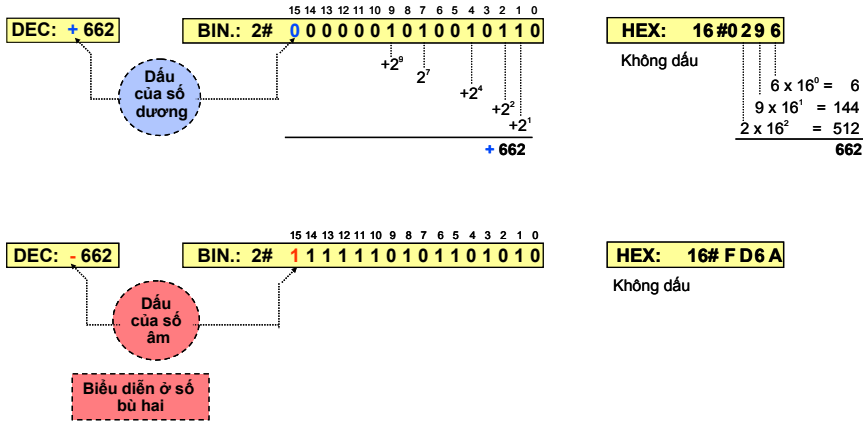 15 14 13 12 11 10 9 8 7 6 5 4 3 2 1 0
DEC: + 662
BIN.: 2# 0 0 0 0 0 0 1 0 1 0 0 1 0 1 1 0
HEX: 16#0 2 9 6
Không dấu
+2⁹
2⁷
+2⁴
+2²
+2¹
+ 662
Dấu
của số
dương
6 x 16⁰ = 6
9 x 16¹ = 144
2 x 16² = 512
662
15 14 13 12 11 10 9 8 7 6 5 4 3 2 1 0
DEC: - 662
BIN.: 2# 1 1 1 1 1 1 0 1 0 1 1 0 1 0 1 0
HEX: 16# F D 6 A
Không dấu
Dấu
của số
âm
Biểu diễn ở số
bù hai